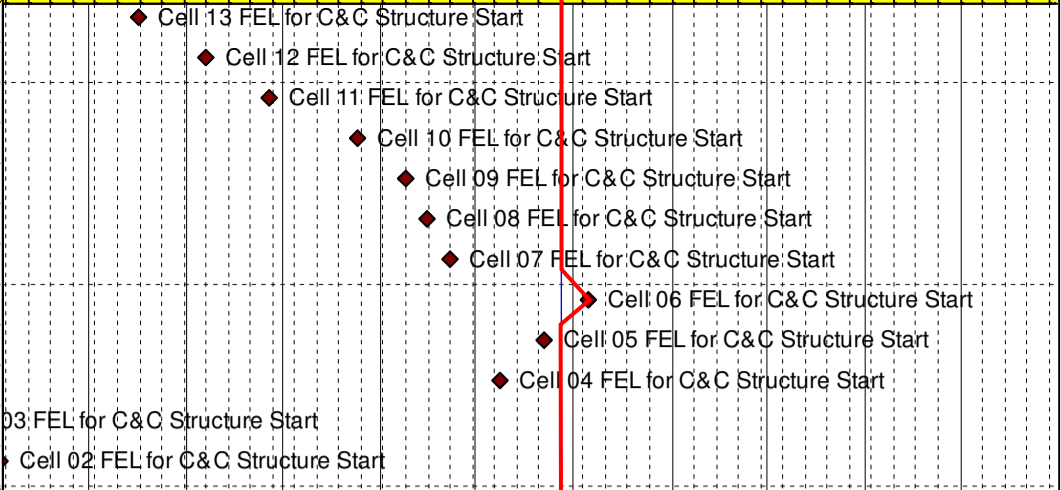 Cell 13 FEL for C&C Structure Start
Cell 12 FEL for C&C Structure Start
Cell 11 FEL for C&C Structure Start
Cell 10 FEL for C&C Structure Start
Cell 09 FEL for C&C Structure Start
Cell 08 FEL for C&C Structure Start
Cell 07 FEL for C&C Structure Start
Cell 06 FEL for C&C Structure Start
Cell 05 FEL for C&C Structure Start
Cell 04 FEL for C&C Structure Start
03 FEL for C&C Structure Start
Cell 02 FEL for C&C Structure Start